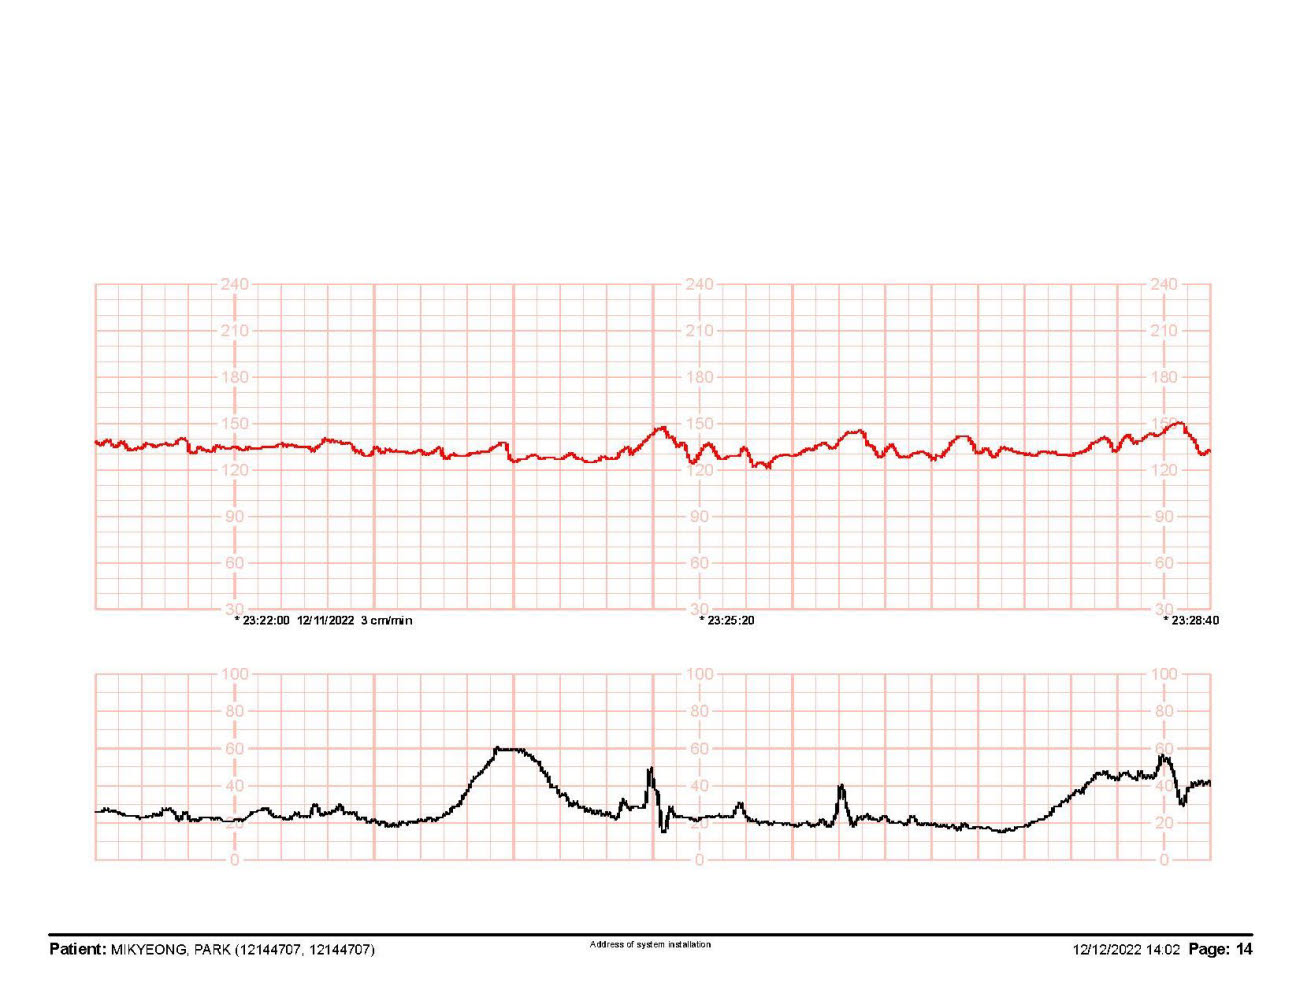 240 240 240
210 210 210
180 180 180
150 150 150
120 120 120
90 90 90
60 60 60
30 30 30
* 23:22:00 12/11/2022 3 cm/min * 23:25:20 * 23:28:40
100 100 100
80 80 80
60 60 60
40 40 40
20 20 20
0 0 0
Patient: MIKYEONG, PARK (12144707, 12144707) Address of system installation 12/12/2022 14:02 Page: 14